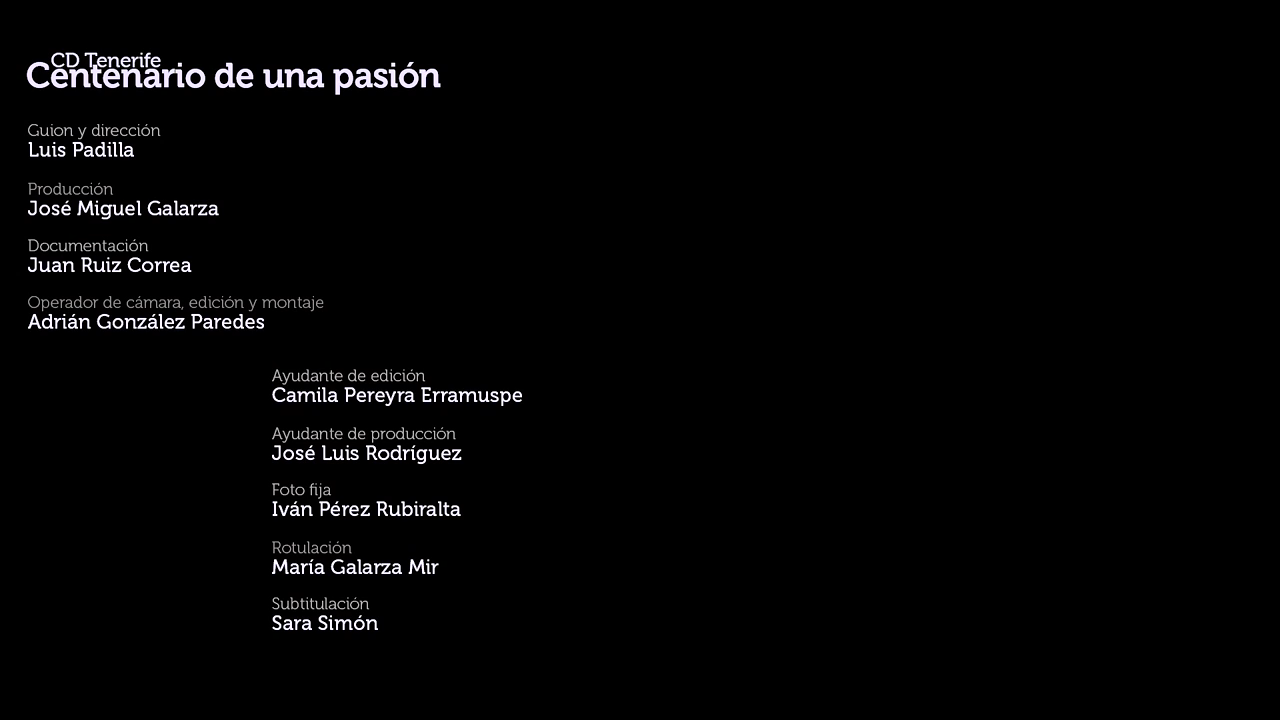 CD Tenerife
Centenario de una pasión
Guion y dirección
Luis Padilla
Producción
José Miguel Galarza
Documentación
Juan Ruiz Correa
Operador de cámara, edición y montaje
Adrián González Paredes
Ayudante de edición
Camila Pereyra Erramuspe
Ayudante de producción
José Luis Rodríguez
Foto fija
Iván Pérez Rubiralta
Rotulación
María Galarza Mir
Subtitulación
Sara Simón